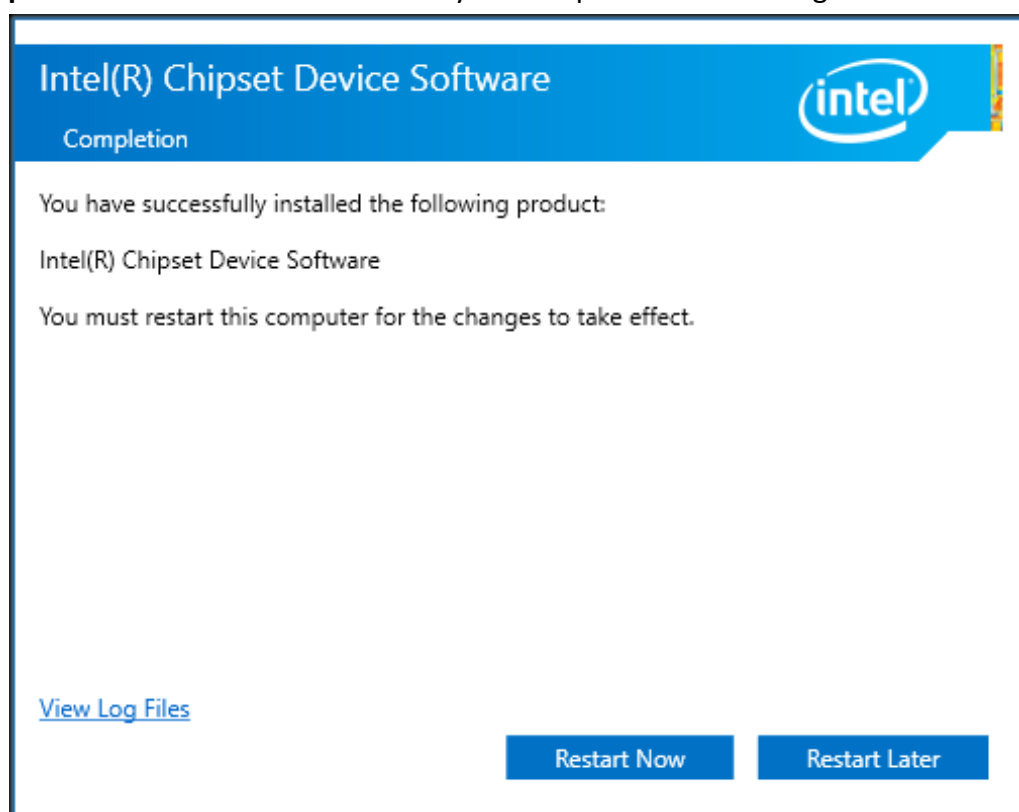 Intel(R) Chipset Device Software
intel
Completion
You have successfully installed the following product:
Intel(R) Chipset Device Software
You must restart this computer for the changes to take effect.
View Log Files
Restart Now
Restart Later